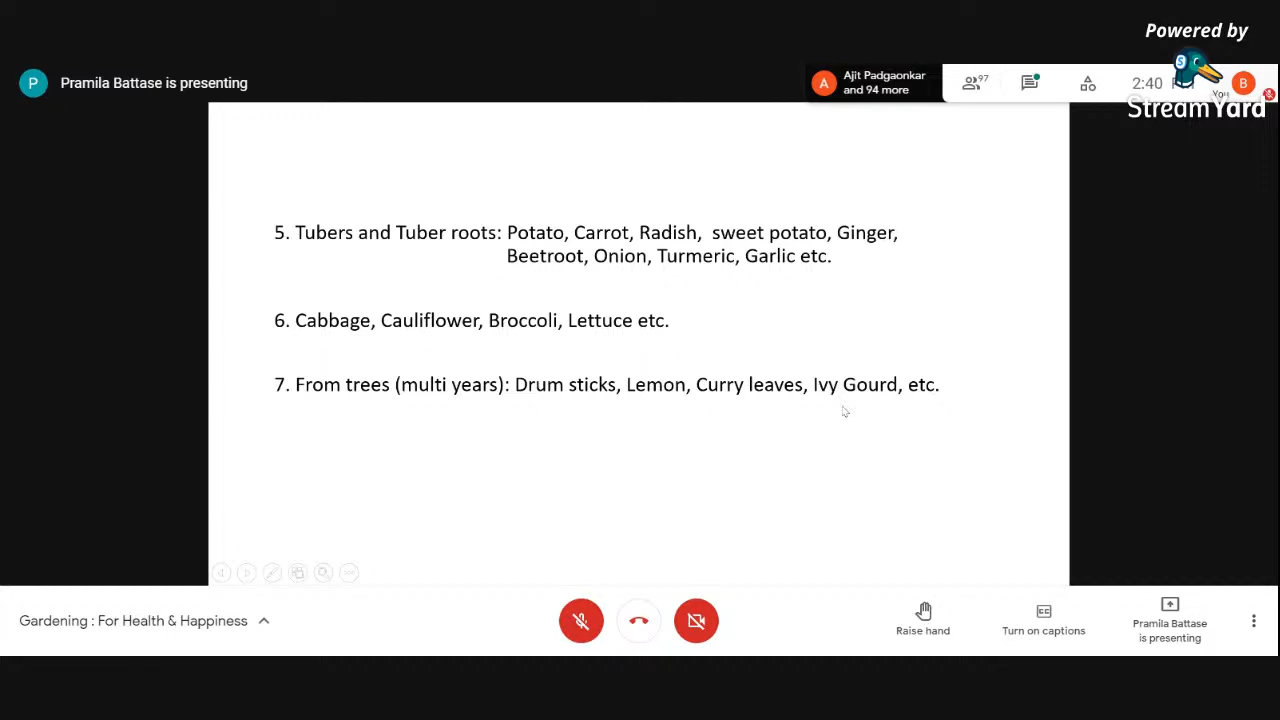 Powered by
P Pramila Battase is presenting
A Ajit Padgaonkar
and 94 more
97
2:40
You
B
StreamYard
5. Tubers and Tuber roots: Potato, Carrot, Radish, sweet potato, Ginger,
Beetroot, Onion, Turmeric, Garlic etc.
6. Cabbage, Cauliflower, Broccoli, Lettuce etc.
7. From trees (multi years): Drum sticks, Lemon, Curry leaves, Ivy Gourd, etc.
Gardening : For Health & Happiness
Raise hand
Turn on captions
Pramila Battase
is presenting